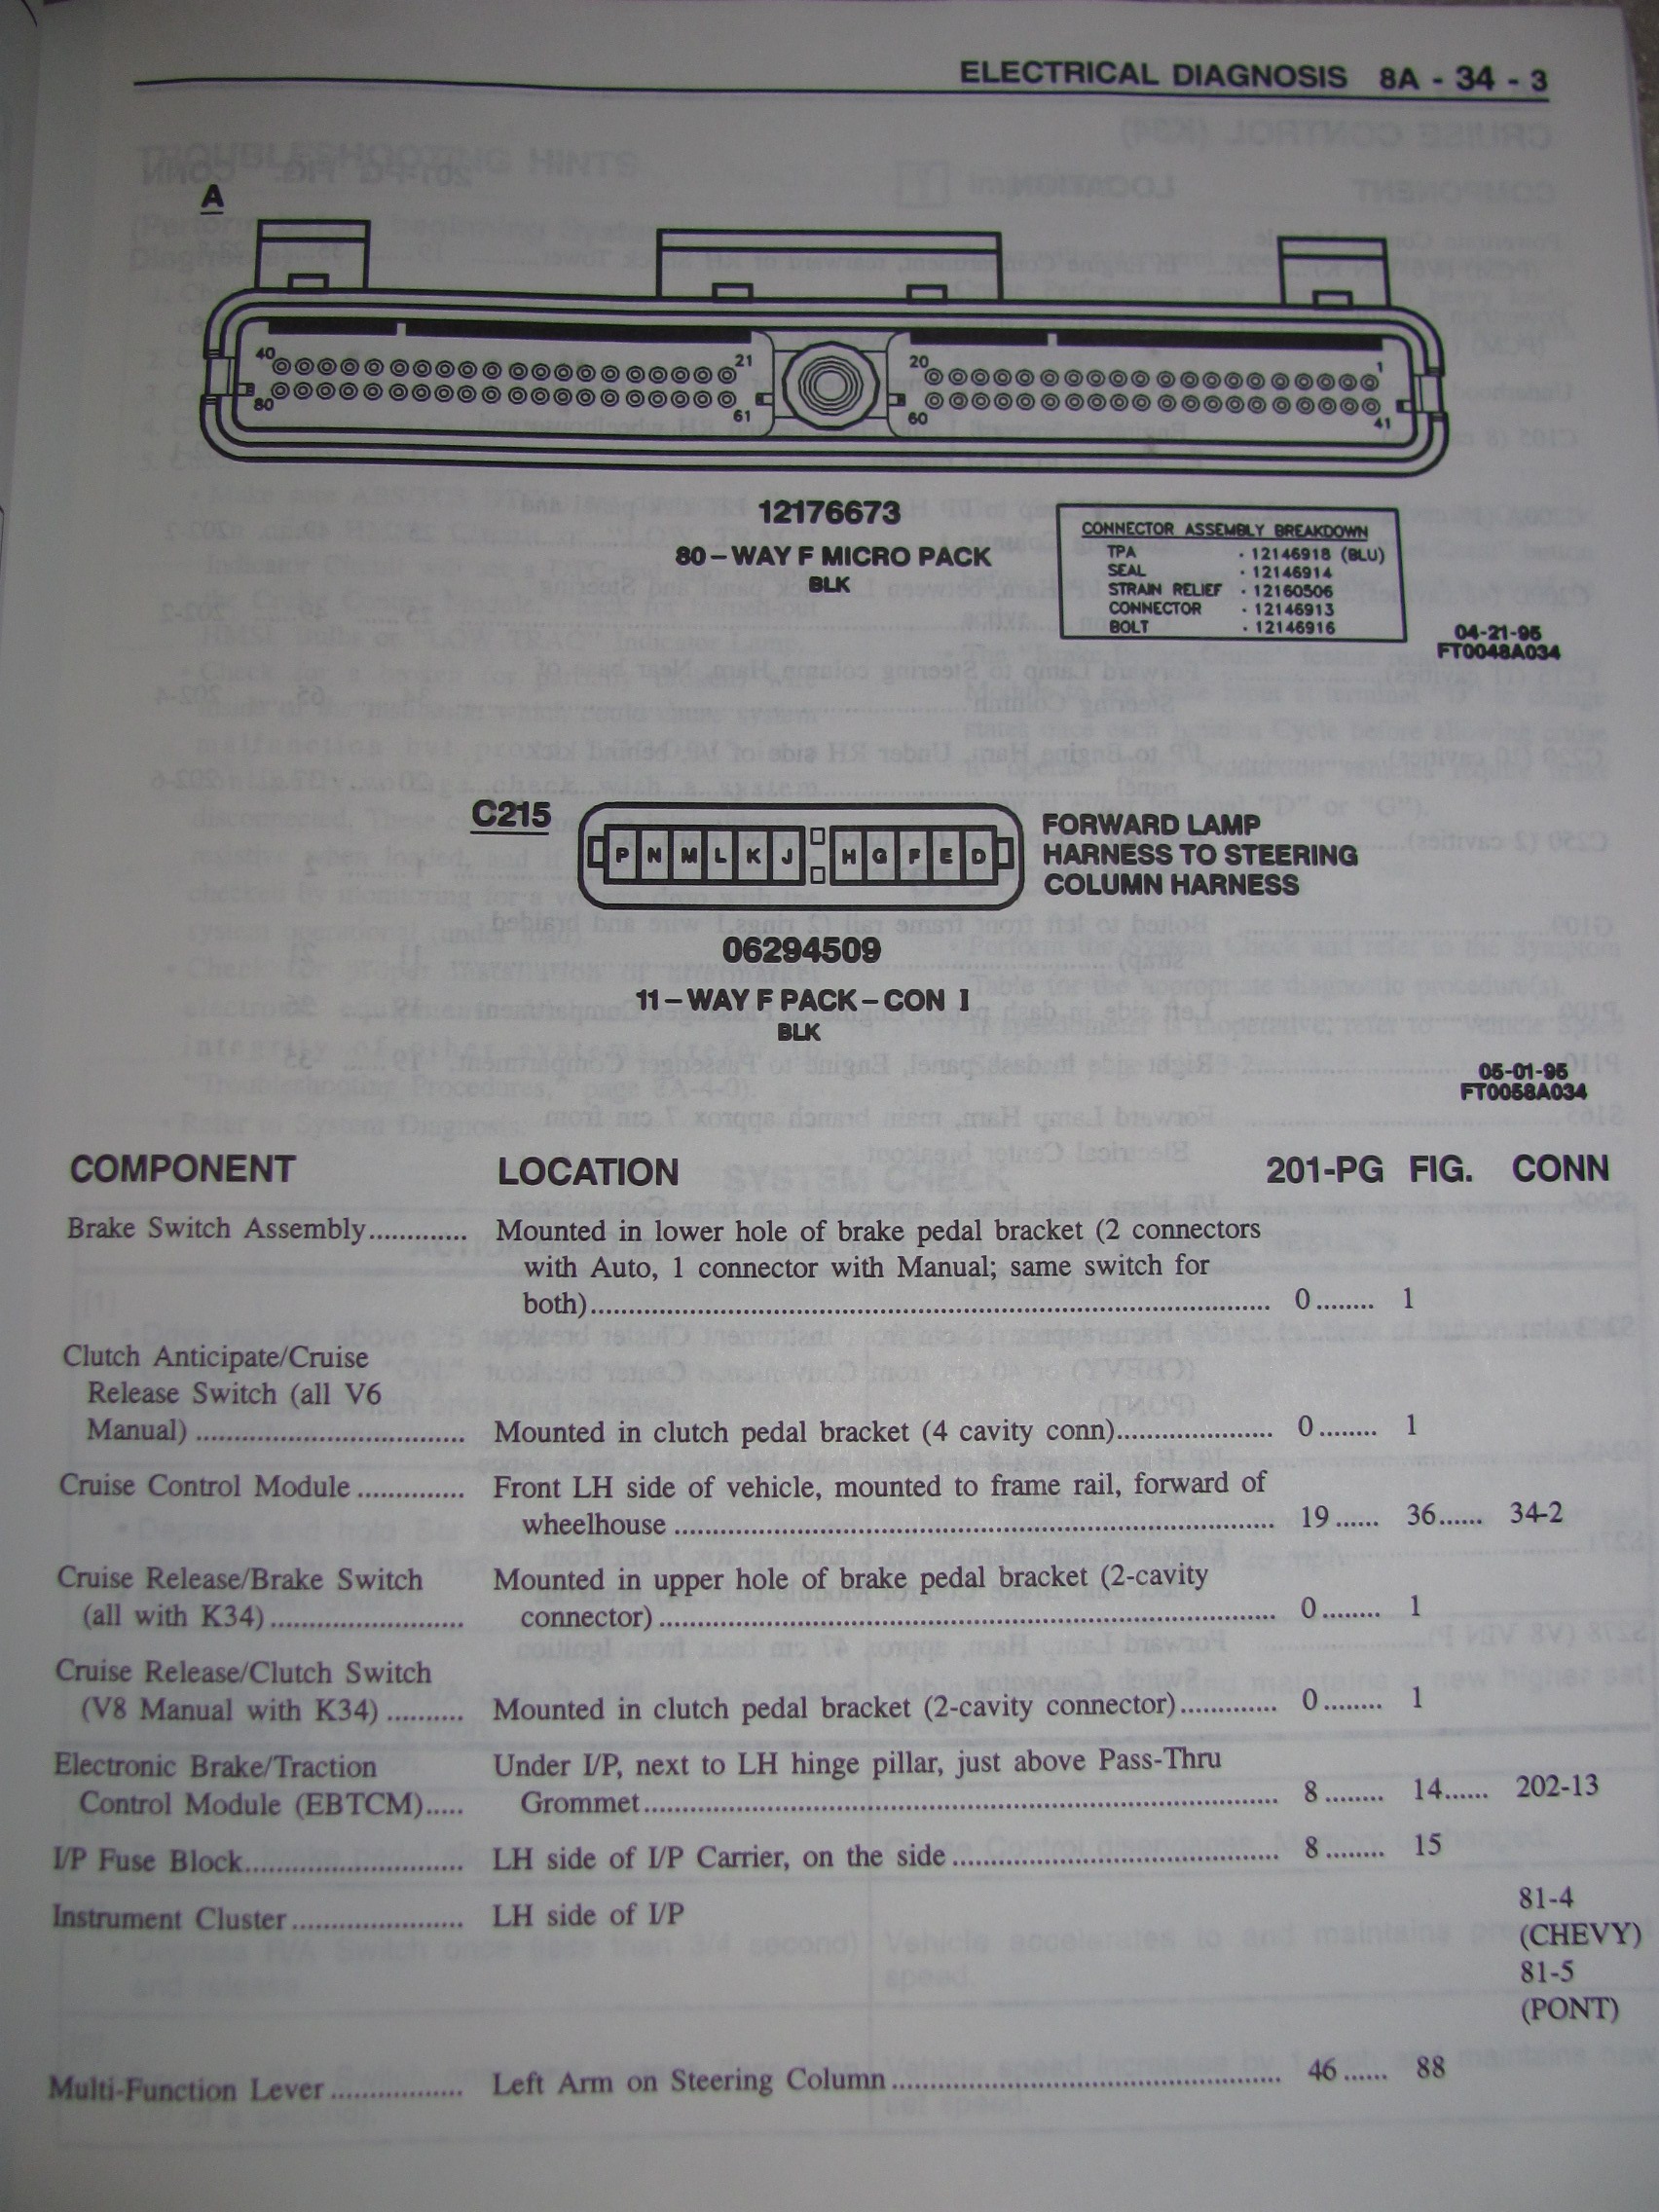 ELECTRICAL DIAGNOSIS 8A - 34 - 3
A
40 21 20 1
80 61 60 41
12176673
80-WAY F MICRO PACK
BLK
CONNECTOR ASSEMBLY BREAKDOWN
TPA · 12146918 (BLU)
SEAL · 12146914
STRAIN RELIEF · 12160506
CONNECTOR · 12146913
BOLT · 12146916
04-21-95
FT0048A034
C215
P N M L K J H G F E D
FORWARD LAMP
HARNESS TO STEERING
COLUMN HARNESS
06294509
11-WAY F PACK-CON I
BLK
05-01-95
FT0058A034
COMPONENT LOCATION 201-PG FIG. CONN
Brake Switch Assembly............. Mounted in lower hole of brake pedal bracket (2 connectors
with Auto, 1 connector with Manual; same switch for
both)................ 0........ 1
Clutch Anticipate/Cruise
Release Switch (all V6
Manual) ................ Mounted in clutch pedal bracket (4 cavity conn)................ 0........ 1
Cruise Control Module .............. Front LH side of vehicle, mounted to frame rail, forward of
wheelhouse ................ 19...... 36...... 34-2
Cruise Release/Brake Switch Mounted in upper hole of brake pedal bracket (2-cavity
(all with K34)................ connector)................ 0........ 1
Cruise Release/Clutch Switch
(V8 Manual with K34) .......... Mounted in clutch pedal bracket (2-cavity connector)............. 0........ 1
Electronic Brake/Traction Under I/P, next to LH hinge pillar, just above Pass-Thru
Control Module (EBTCM)..... Grommet................ 8........ 14...... 202-13
I/P Fuse Block................ LH side of I/P Carrier, on the side................ 8........ 15
Instrument Cluster................ LH side of I/P 81-4
(CHEVY)
81-5
(PONT)
Multi-Function Lever ................ Left Arm on Steering Column................ 46...... 88